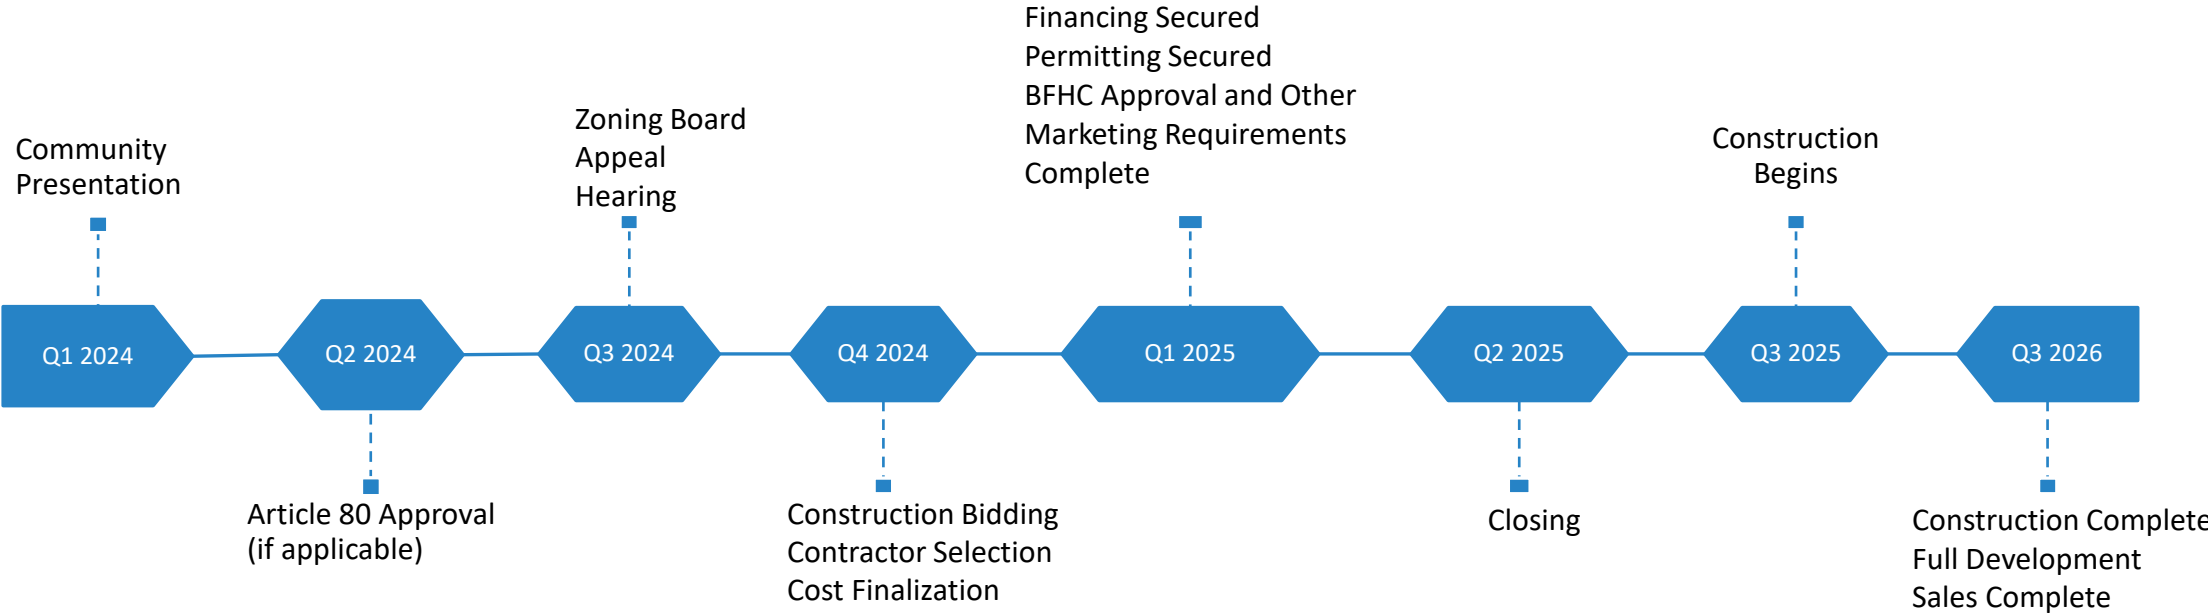 Financing Secured
Permitting Secured
BFHC Approval and Other
Marketing Requirements
Complete
Zoning Board
Appeal
Hearing
Community
Presentation
Construction
Begins
Q1 2024
Q2 2024
Q3 2024
Q4 2024
Q1 2025
Q2 2025
Q3 2025
Q3 2026
Article 80 Approval
(if applicable)
Construction Bidding
Contractor Selection
Cost Finalization
Closing
Construction Complete
Full Development
Sales Complete